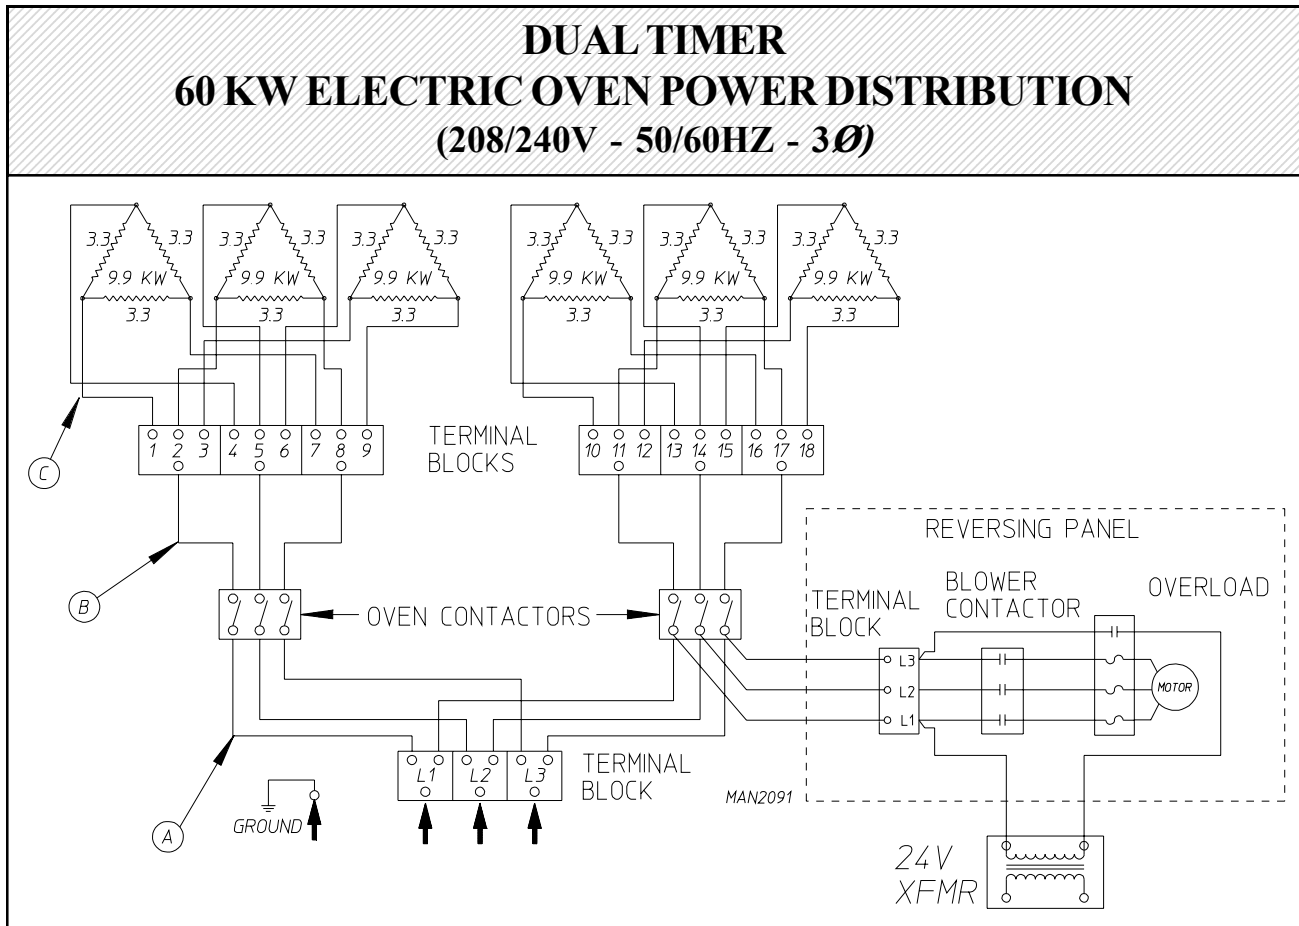 DUAL TIMER
60 KW ELECTRIC OVEN POWER DISTRIBUTION
(208/240V - 50/60HZ - 3Ø)
3.3 3.3 3.3 3.3 3.3 3.3 3.3 3.3 3.3 3.3 3.3 3.3
9.9 KW 9.9 KW 9.9 KW 9.9 KW 9.9 KW 9.9 KW
3.3 3.3 3.3 3.3 3.3 3.3
C
1 2 3 4 5 6 7 8 9
TERMINAL
BLOCKS
10 11 12 13 14 15 16 17 18
B
OVEN CONTACTORS
REVERSING PANEL
TERMINAL
BLOCK
BLOWER
CONTACTOR
OVERLOAD
L3
L2
L1
MOTOR
A
GROUND
L1 L2 L3
TERMINAL
BLOCK
MAN2091
24V
XFMR